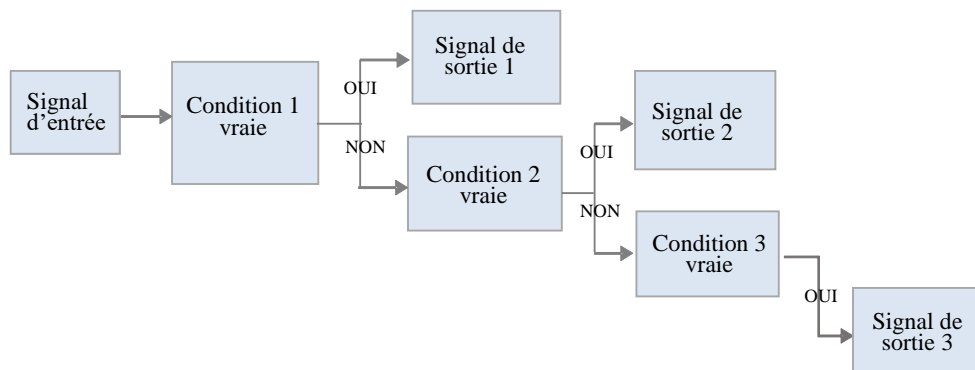 Signal
d’entrée
Condition 1
vraie
OUI
NON
Signal de
sortie 1
Condition 2
vraie
OUI
NON
Signal de
sortie 2
Condition 3
vraie
OUI
Signal de
sortie 3